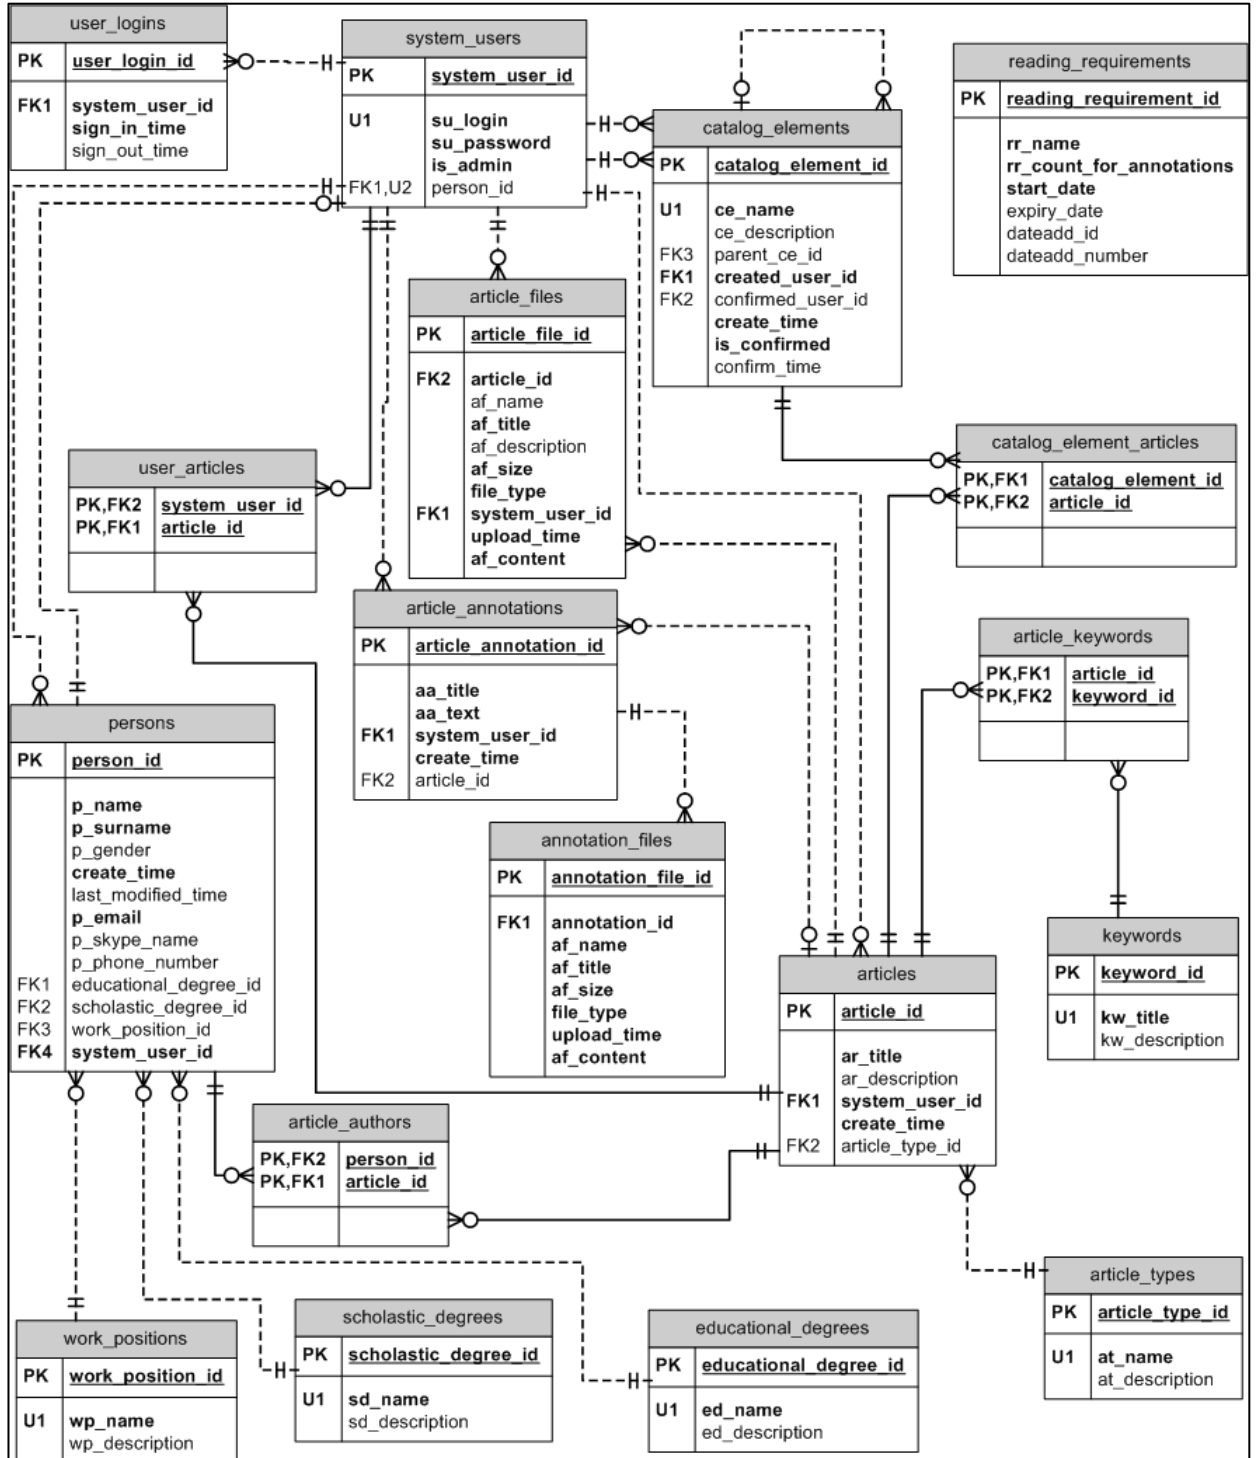 user_logins
PK user_login_id
FK1 system_user_id
sign_in_time
sign_out_time
system_users
PK system_user_id
U1 su_login
su_password
is_admin
FK1,U2 person_id
catalog_elements
PK catalog_element_id
U1 ce_name
ce_description
FK3 parent_ce_id
FK1 created_user_id
FK2 confirmed_user_id
create_time
is_confirmed
confirm_time
reading_requirements
PK reading_requirement_id
rr_name
rr_count_for_annotations
start_date
expiry_date
dateadd_id
dateadd_number
article_files
PK article_file_id
FK2 article_id
af_name
af_title
af_description
af_size
file_type
FK1 system_user_id
upload_time
af_content
user_articles
PK,FK2 system_user_id
PK,FK1 article_id
catalog_element_articles
PK,FK1 catalog_element_id
PK,FK2 article_id
article_annotations
PK article_annotation_id
aa_title
aa_text
FK1 system_user_id
create_time
FK2 article_id
article_keywords
PK,FK1 article_id
PK,FK2 keyword_id
persons
PK person_id
p_name
p_surname
p_gender
create_time
last_modified_time
p_email
p_skype_name
p_phone_number
FK1 educational_degree_id
FK2 scholastic_degree_id
FK3 work_position_id
FK4 system_user_id
annotation_files
PK annotation_file_id
FK1 annotation_id
af_name
af_title
af_size
file_type
upload_time
af_content
articles
PK article_id
ar_title
ar_description
FK1 system_user_id
create_time
FK2 article_type_id
keywords
PK keyword_id
U1 kw_title
kw_description
article_authors
PK,FK2 person_id
PK,FK1 article_id
article_types
PK article_type_id
U1 at_name
at_description
work_positions
PK work_position_id
U1 wp_name
wp_description
scholastic_degrees
PK scholastic_degree_id
U1 sd_name
sd_description
educational_degrees
PK educational_degree_id
U1 ed_name
ed_description